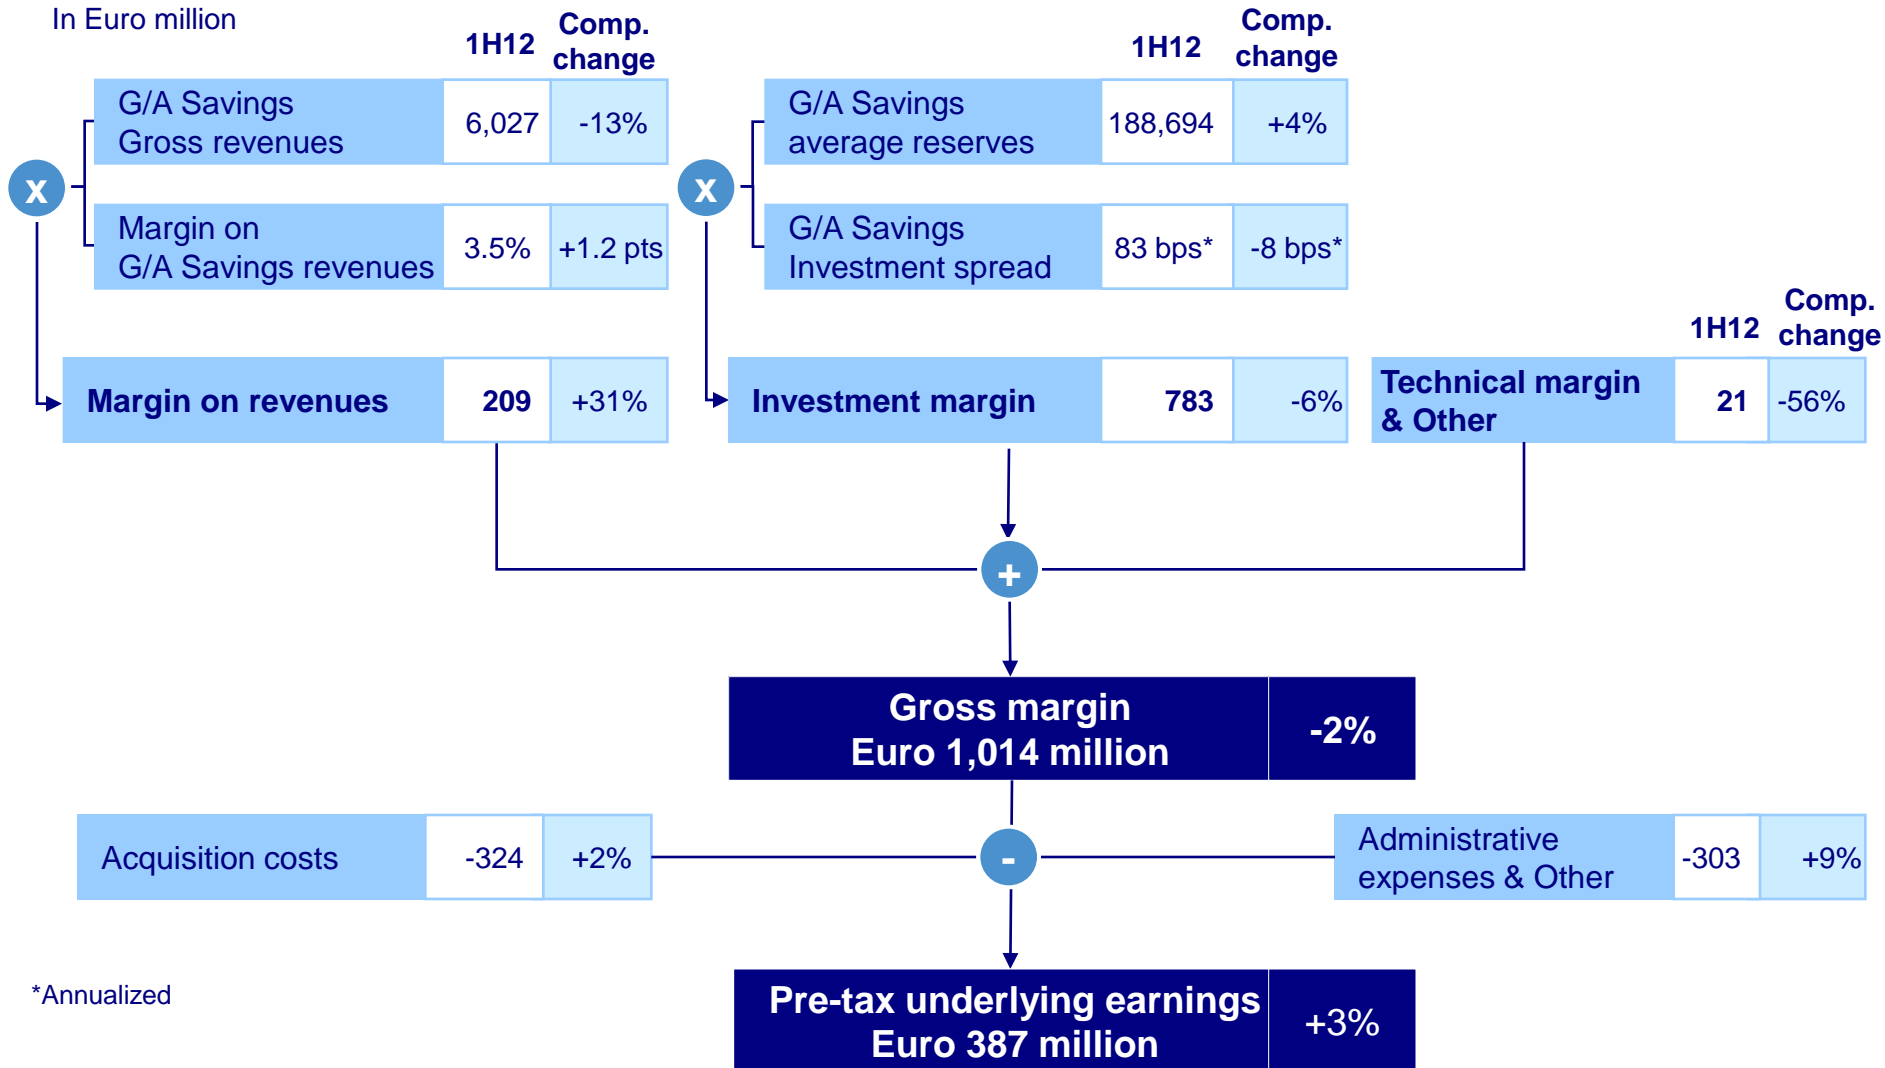 In Euro million
1H12
Comp.
change
G/A Savings
Gross revenues
6,027
-13%
x
Margin on
G/A Savings revenues
3.5%
+1.2 pts
Margin on revenues
209
+31%
1H12
Comp.
change
G/A Savings
average reserves
188,694
+4%
x
G/A Savings
Investment spread
83 bps*
-8 bps*
Investment margin
783
-6%
1H12
Comp.
change
Technical margin
& Other
21
-56%
+
Gross margin
Euro 1,014 million
-2%
Acquisition costs
-324
+2%
-
Administrative
expenses & Other
-303
+9%
Pre-tax underlying earnings
Euro 387 million
+3%
*Annualized